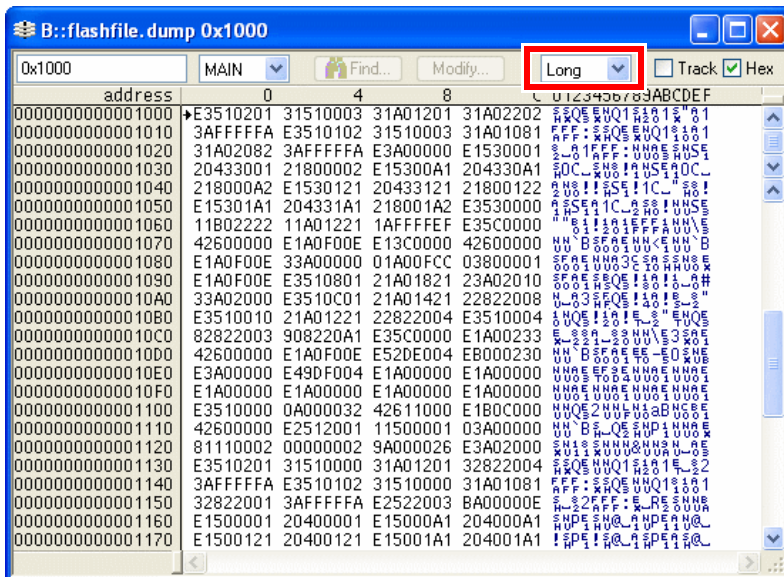 B::flashfile.dump 0x1000
0x1000 MAIN Find... Modify... Long Track Hex
address 0 4 8 C 0123456789ABCDEF
0000000000001000 E3510201 31510003 31A01201 31A02202
0000000000001010 3AFFFFFA E3510102 31510003 31A01081
0000000000001020 31A02082 3AFFFFFA E3A00000 E1530001
0000000000001030 20433001 21800002 E15300A1 204330A1
0000000000001040 218000A2 E1530121 20433121 21800122
0000000000001050 E15301A1 204331A1 218001A2 E3530000
0000000000001060 11B02222 11A01221 1AFFFFEF E35C0000
0000000000001070 42600000 E1A0F00E E13C0000 42600000
0000000000001080 E1A0F00E 33A00000 01A00FCC 03800001
0000000000001090 E1A0F00E E3510801 21A01821 23A02010
00000000000010A0 33A02000 E3510C01 21A01421 22822008
00000000000010B0 E3510010 21A01221 22822004 E3510004
00000000000010C0 82822003 908220A1 E35C0000 E1A00233
00000000000010D0 42600000 E1A0F00E E52DE004 EB000230
00000000000010E0 E3A00000 E49DF004 E1A00000 E1A00000
00000000000010F0 E1A00000 E1A00000 E1A00000 E1A00000
0000000000001100 E3510000 0A000032 42611000 E1B0C000
0000000000001110 42600000 E2512001 11500001 03A00000
0000000000001120 81110002 00000002 9A000026 E3A02000
0000000000001130 E3510201 31510000 31A01201 32822004
0000000000001140 3AFFFFFA E3510102 31510000 31A01081
0000000000001150 32822001 3AFFFFFA E2522003 BA00000E
0000000000001160 E1500001 20400001 E15000A1 204000A1
0000000000001170 E1500121 20400121 E15001A1 204001A1